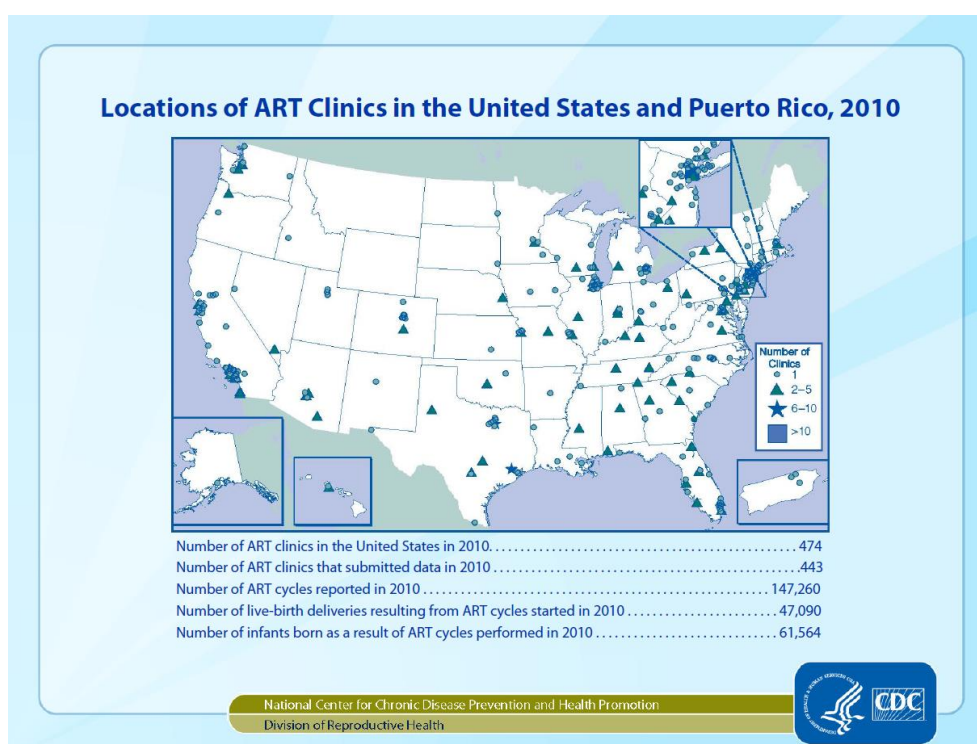 Locations of ART Clinics in the United States and Puerto Rico, 2010
Number of
Clinics
1
2–5
6–10
>10
Number of ART clinics in the United States in 2010. . . . . . . . . . . . . . . . . . . . . . . . . . . . . . . . . . . . . . . . . . . . . . . . . . 474
Number of ART clinics that submitted data in 2010 . . . . . . . . . . . . . . . . . . . . . . . . . . . . . . . . . . . . . . . . . . . . . . . . . .443
Number of ART cycles reported in 2010 . . . . . . . . . . . . . . . . . . . . . . . . . . . . . . . . . . . . . . . . . . . . . . . . . . . . . . . . 147,260
Number of live-birth deliveries resulting from ART cycles started in 2010 . . . . . . . . . . . . . . . . . . . . . . . . 47,090
Number of infants born as a result of ART cycles performed in 2010 . . . . . . . . . . . . . . . . . . . . . . . . . . . . . 61,564
National Center for Chronic Disease Prevention and Health Promotion
Division of Reproductive Health
CDC